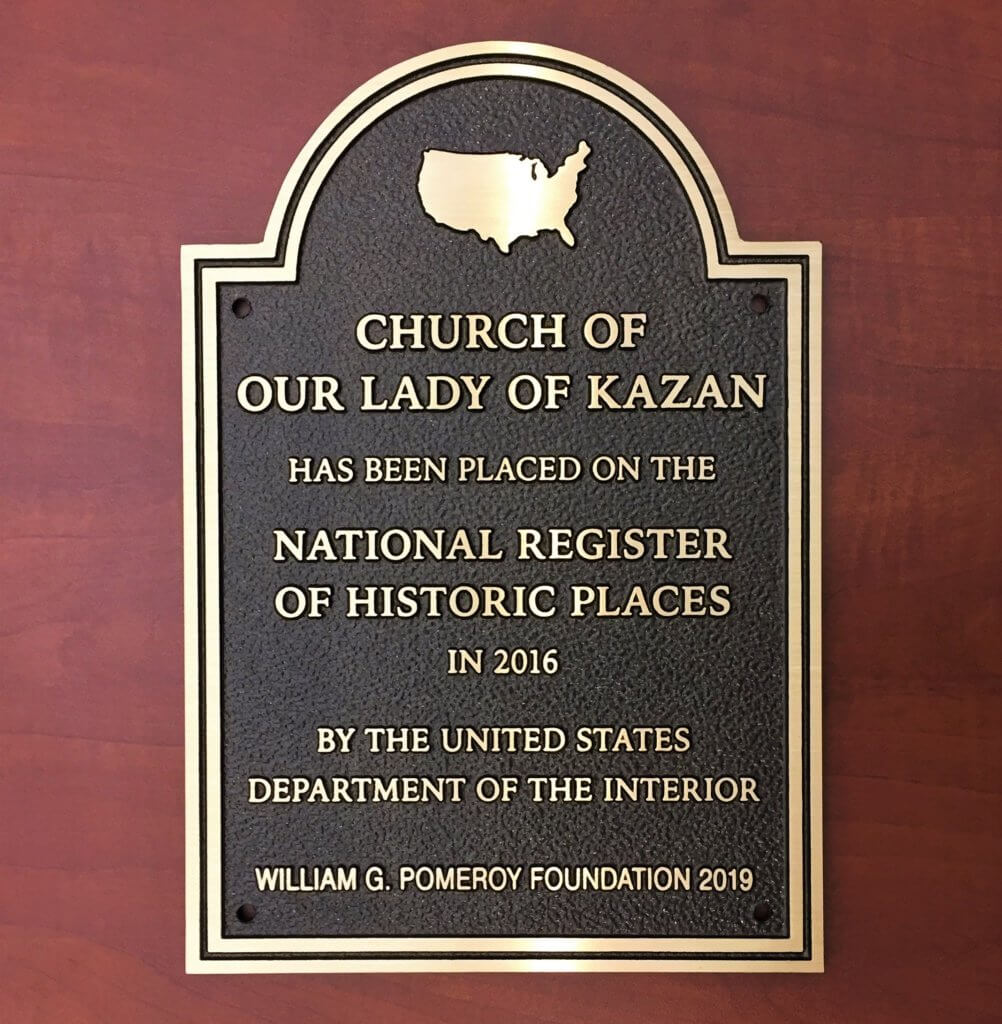 CHURCH OF
OUR LADY OF KAZAN
HAS BEEN PLACED ON THE
NATIONAL REGISTER
OF HISTORIC PLACES
IN 2016
BY THE UNITED STATES
DEPARTMENT OF THE INTERIOR
WILLIAM G. POMEROY FOUNDATION 2019